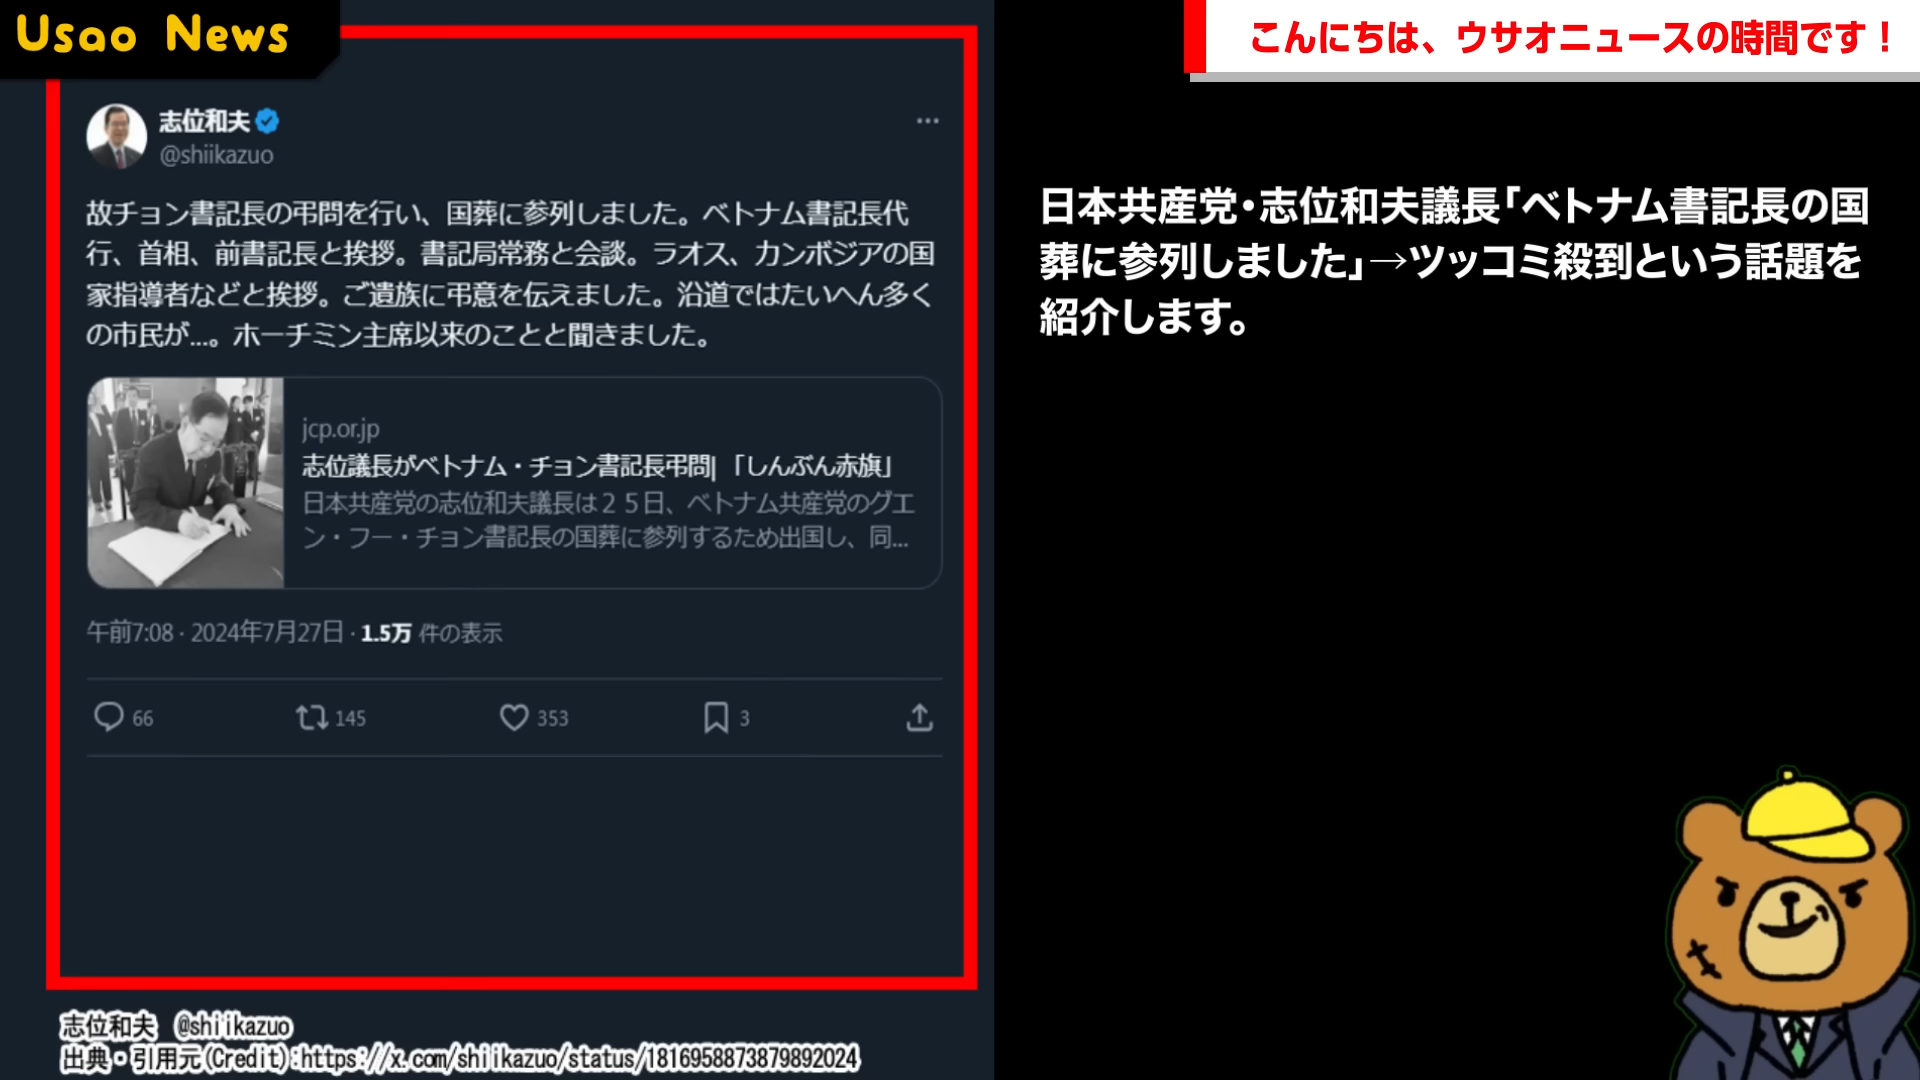 Usao News
こんにちは、ウサオニュースの時間です！
志位和夫
@shiikazuo
故チョン書記長の弔問を行い、国葬に参列しました。ベトナム書記長代
行、首相、前書記長と挨拶。書記局常務と会談。ラオス、カンボジアの国
家指導者などと挨拶。ご遺族に弔意を伝えました。沿道ではたいへん多く
の市民が...。ホーチミン主席以来のことと聞きました。
jcp.or.jp
志位議長がベトナム・チョン書記長弔問|「しんぶん赤旗」
日本共産党の志位和夫議長は２５日、ベトナム共産党のグエ
ン・フー・チョン書記長の国葬に参列するため出国し、同...
午前7:08 · 2024年7月27日 · 1.5万 件の表示
66 145 353 3
志位和夫 @shiikazuo
出典・引用元(Credit):https://x.com/shiikazuo/status/1816958873879892024
日本共産党・志位和夫議長「ベトナム書記長の国
葬に参列しました」→ツッコミ殺到という話題を
紹介します。